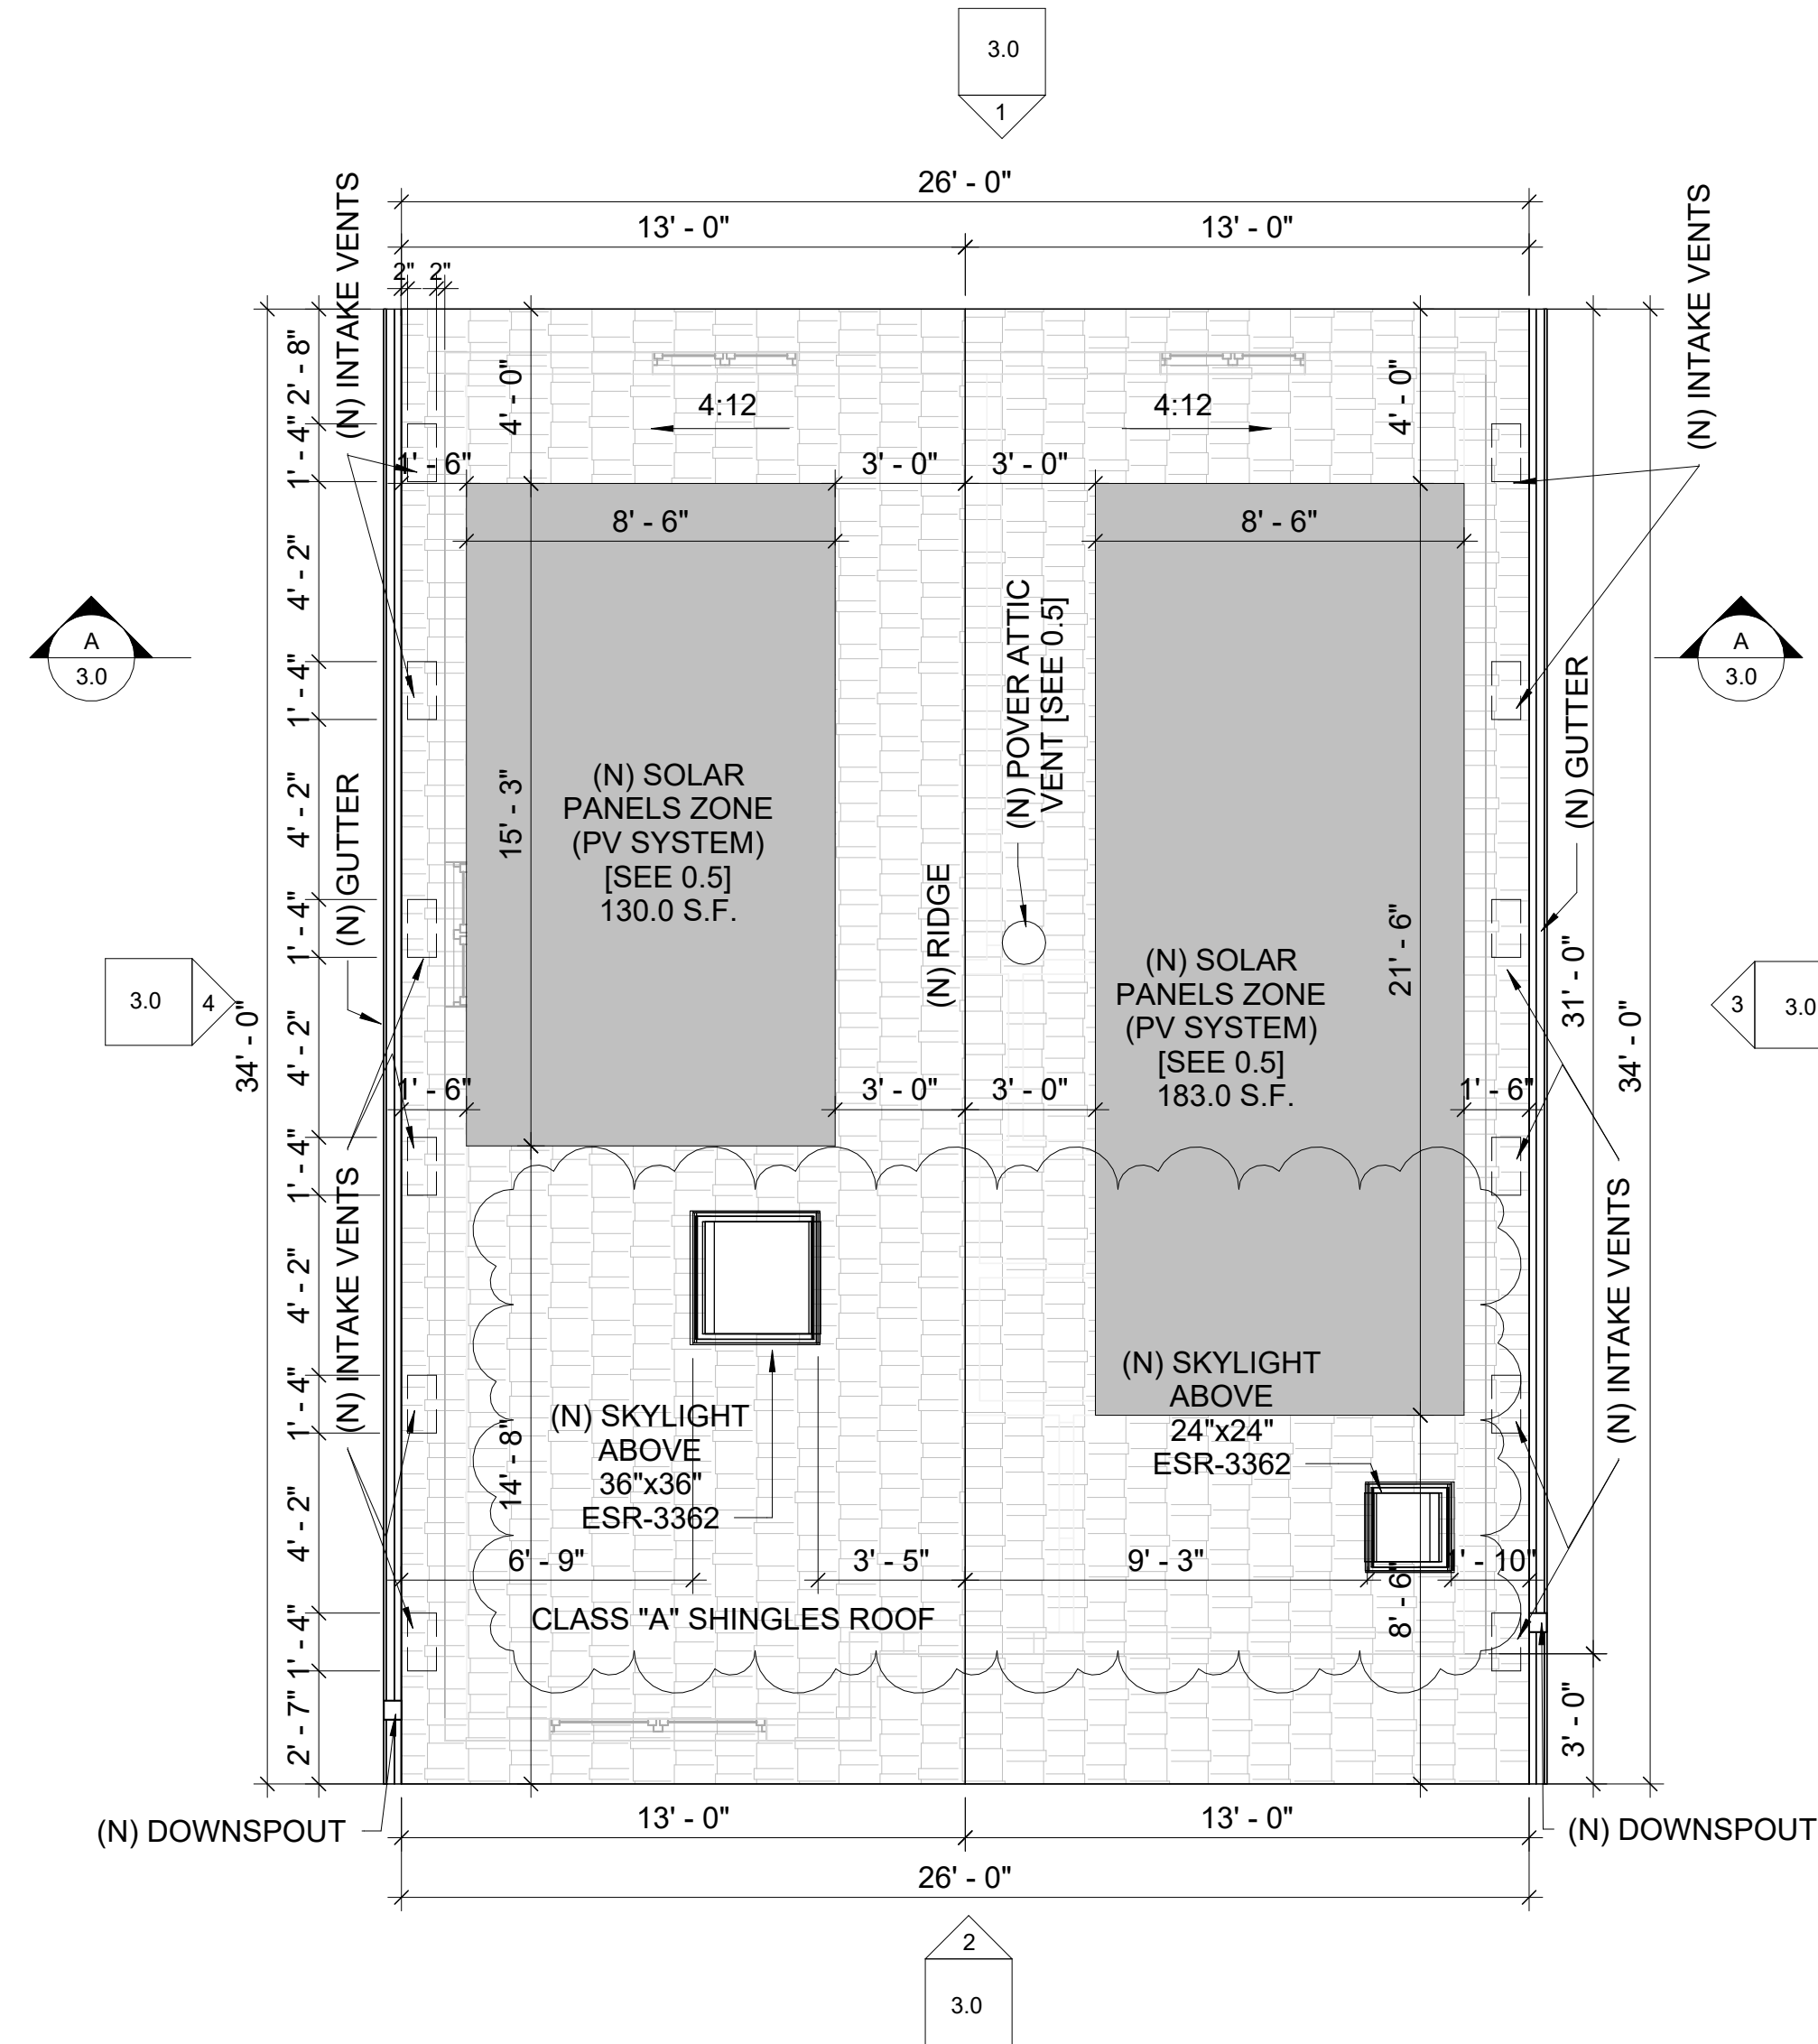 3.0
1
26' - 0"
13' - 0"
13' - 0"
2"
2"
(N) INTAKE VENTS
(N) INTAKE VENTS
2' - 8"
1' - 4"
4' - 2"
1' - 4"
4' - 2"
1' - 4"
4' - 2"
1' - 4"
4' - 2"
1' - 4"
4' - 2"
1' - 4"
2' - 7"
34' - 0"
4' - 0"
4:12
4:12
4' - 0"
1' - 6"
3' - 0"
3' - 0"
8' - 6"
8' - 6"
A
3.0
A
3.0
(N) POVER ATTIC
VENT [SEE 0.5]
(N) GUTTER
(N) GUTTER
15' - 3"
(N) SOLAR
PANELS ZONE
(PV SYSTEM)
[SEE 0.5]
130.0 S.F.
(N) RIDGE
21' - 6"
(N) SOLAR
PANELS ZONE
(PV SYSTEM)
[SEE 0.5]
183.0 S.F.
31' - 0"
34' - 0"
3.0
4
3
3.0
1' - 6"
3' - 0"
3' - 0"
1' - 6"
(N) INTAKE VENTS
(N) INTAKE VENTS
(N) SKYLIGHT
ABOVE
36"x36"
ESR-3362
(N) SKYLIGHT
ABOVE
24"x24"
ESR-3362
14' - 8"
6' - 9"
3' - 5"
9' - 3"
1' - 10"
8' - 6"
CLASS "A" SHINGLES ROOF
3' - 0"
(N) DOWNSPOUT
(N) DOWNSPOUT
13' - 0"
13' - 0"
26' - 0"
2
3.0